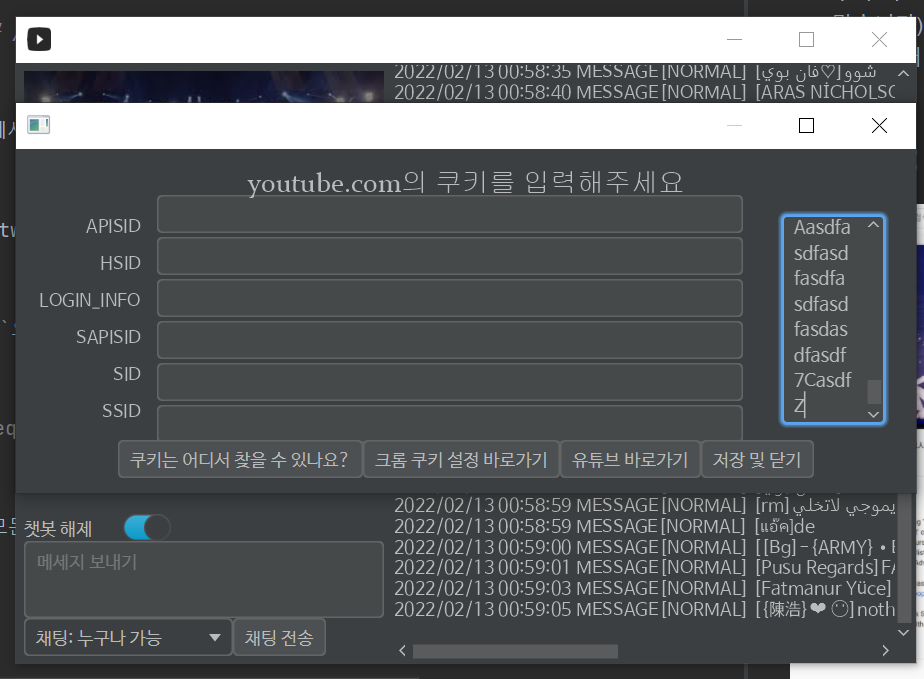 2022/02/13 00:58:35 MESSAGE[NORMAL] [شوو[♡فان بوي
2022/02/13 00:58:40 MESSAGE[NORMAL] [ARAS NICHOLSO
youtube.com의 쿠키를 입력해주세요
APISID
HSID
LOGIN_INFO
SAPISID
SID
SSID
Aasdfa
sdfasd
fasdfa
sdfasd
fasdas
dfasdf
7Casdf
Z
쿠키는 어디서 찾을 수 있나요?
크롬 쿠키 설정 바로가기
유튜브 바로가기
저장 및 닫기
2022/02/13 00:58:59 MESSAGE[NORMAL] [rm] يموجي لاتخلي
2022/02/13 00:58:59 MESSAGE[NORMAL] [แอ๊ค]de
2022/02/13 00:59:00 MESSAGE[NORMAL] [[Bg]-{ARMY} •
2022/02/13 00:59:01 MESSAGE[NORMAL] [Pusu Regards]FA
2022/02/13 00:59:03 MESSAGE[NORMAL] [Fatmanur Yüce]
2022/02/13 00:59:05 MESSAGE[NORMAL] [{陳浩}❤😶]noth
챗봇 해제
메세지 보내기
채팅: 누구나 가능
채팅 전송